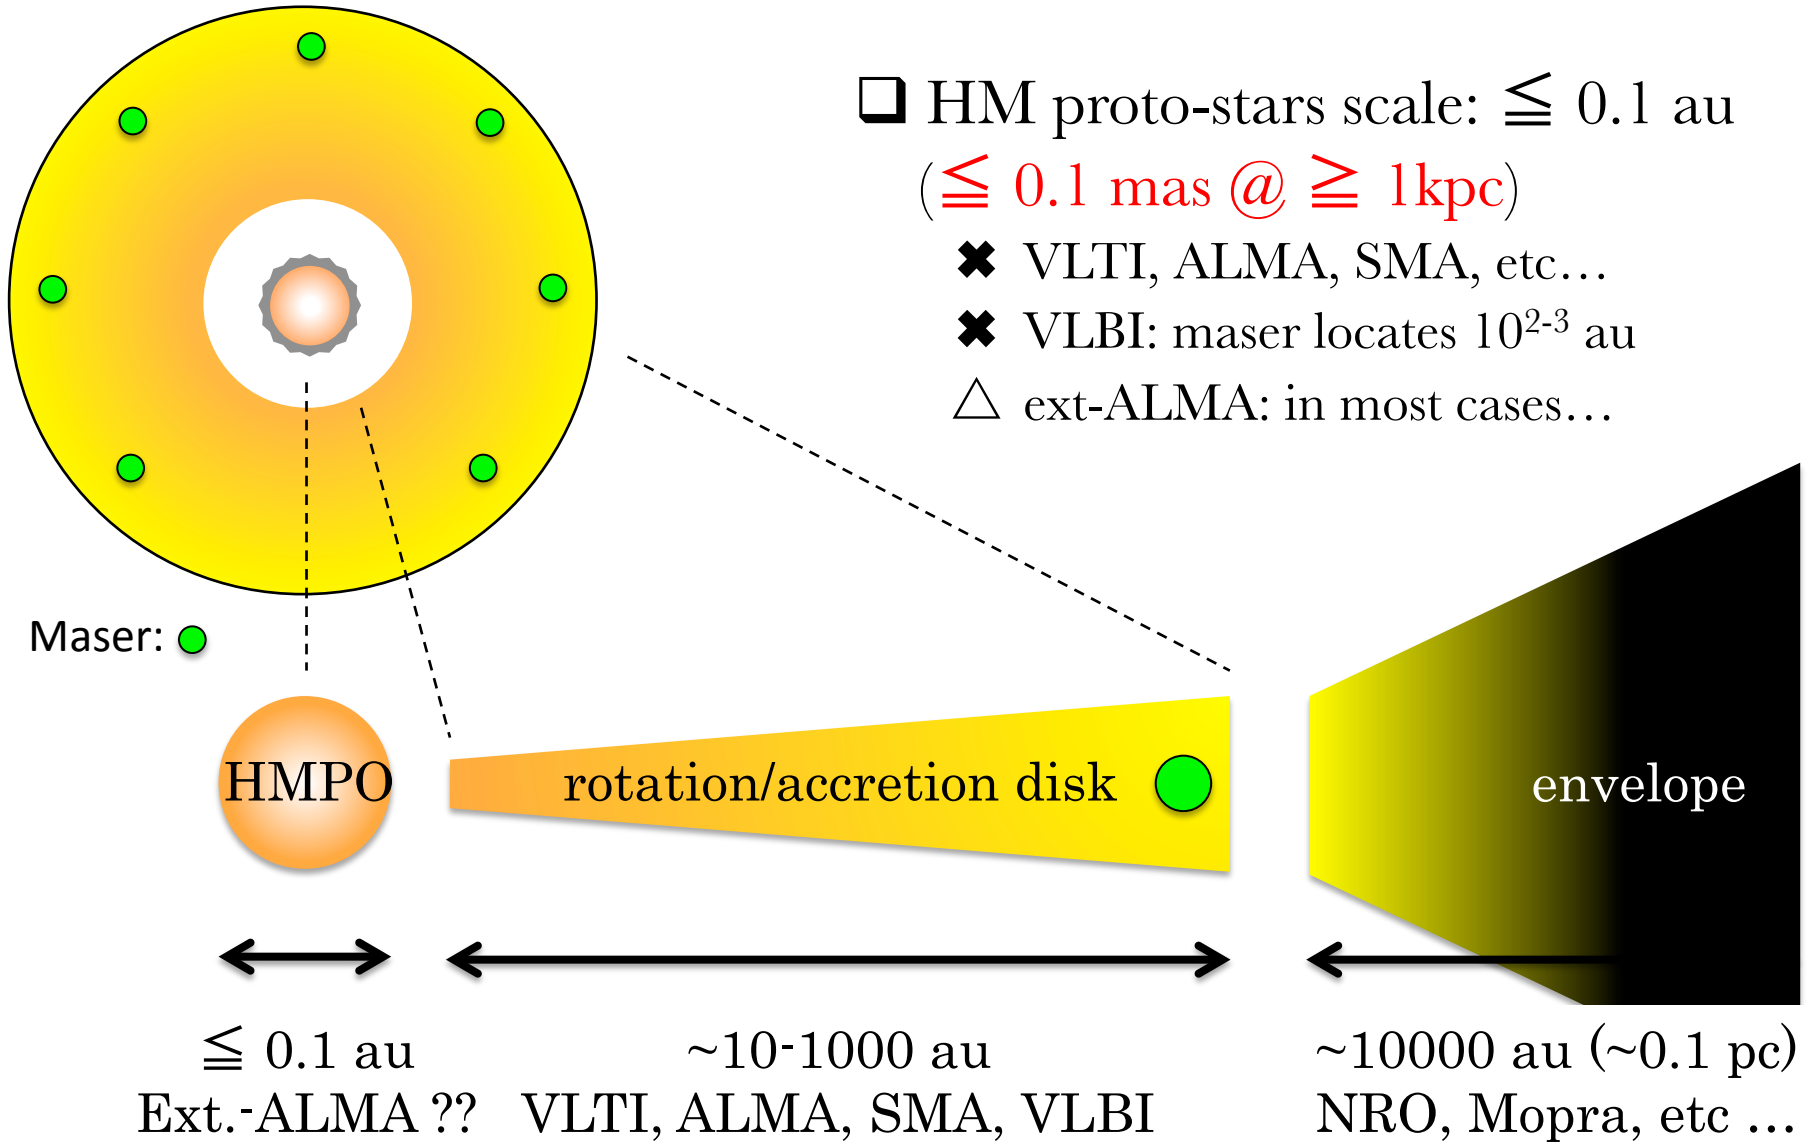 ❑ HM proto-stars scale: ≦ 0.1 au
(≦ 0.1 mas @ ≧ 1kpc)
✖ VLTI, ALMA, SMA, etc…
✖ VLBI: maser locates 10²⁻³ au
△ ext-ALMA: in most cases…
Maser:
HMPO
rotation/accretion disk
envelope
≦ 0.1 au
Ext.-ALMA ??
~10-1000 au
VLTI, ALMA, SMA, VLBI
~10000 au (~0.1 pc)
NRO, Mopra, etc …